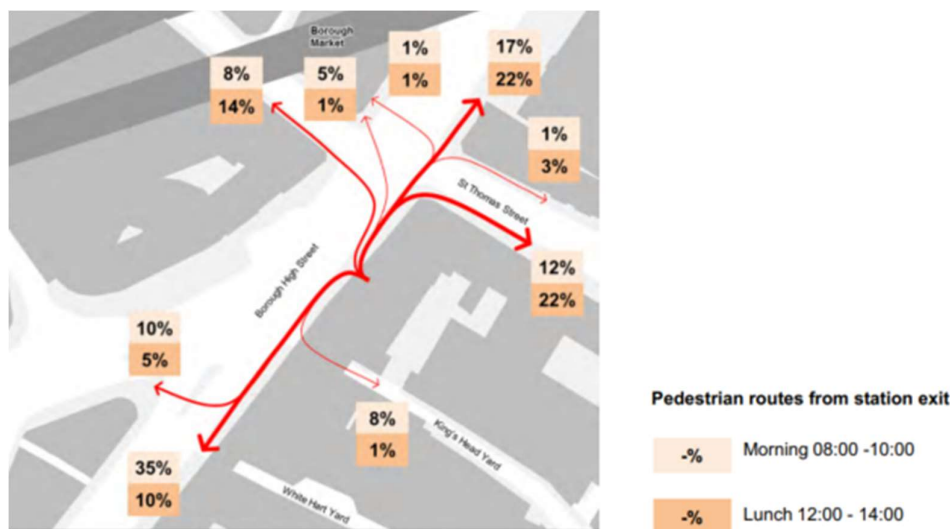 Borough
Market
8%
14%
5%
1%
1%
1%
17%
22%
1%
3%
St Thomas Street
12%
22%
Borough High Street
10%
5%
8%
1%
King's Head Yard
35%
10%
White Hart Yard
Pedestrian routes from station exit
-% Morning 08:00 -10:00
-% Lunch 12:00 - 14:00